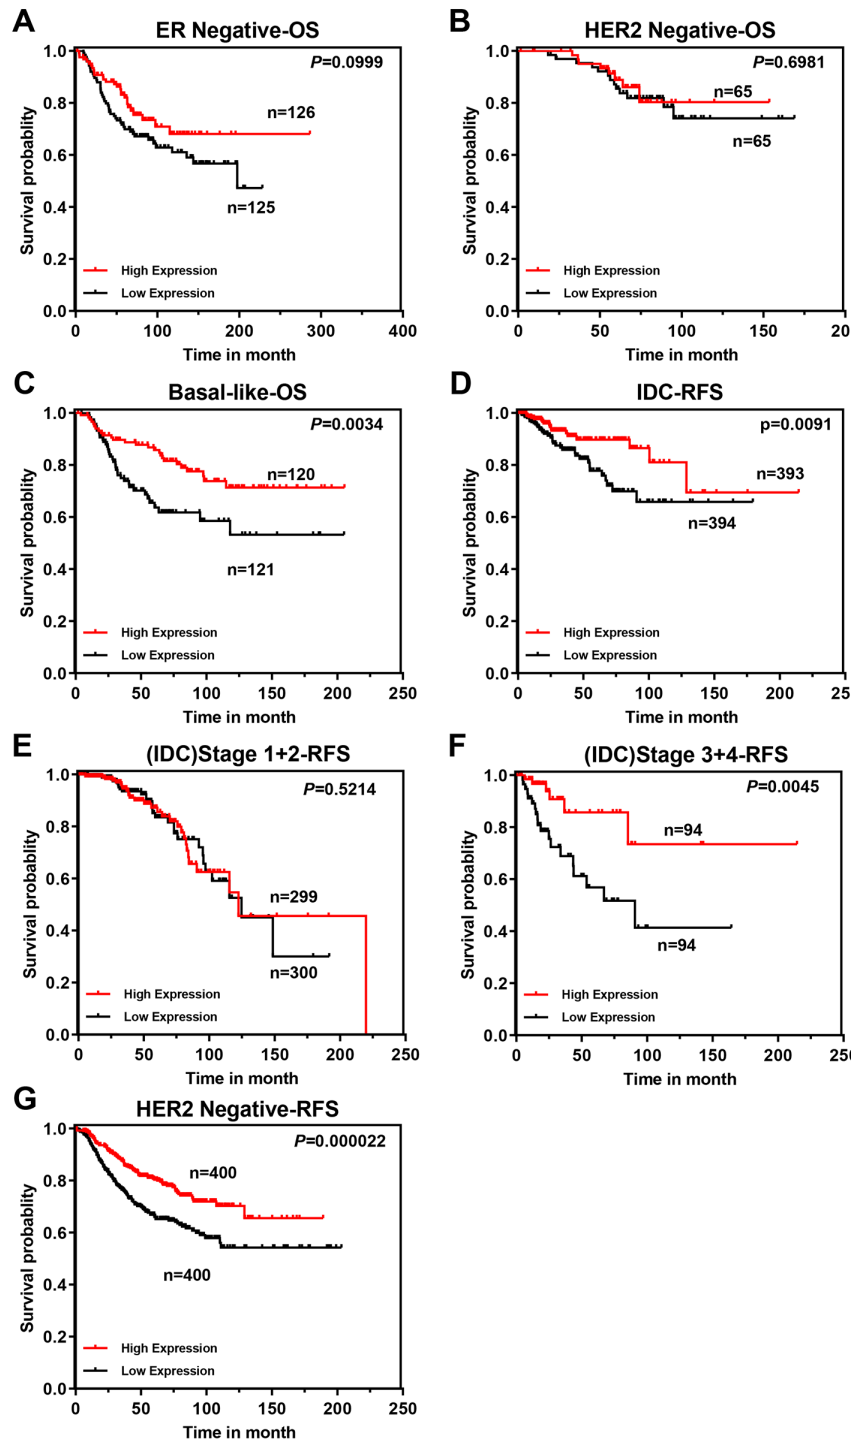 A
ER Negative-OS
P=0.0999
n=126
n=125
High Expression
Low Expression
Survival probablity
1.0
0.8
0.6
0.4
0.2
0.0
0 100 200 300 400
Time in month
B
HER2 Negative-OS
P=0.6981
n=65
n=65
High Expression
Low Expression
Survival probablity
1.0
0.8
0.6
0.4
0.2
0.0
0 50 100 150 20
Time in month
C
Basal-like-OS
P=0.0034
n=120
n=121
High Expression
Low Expression
Survival probablity
1.0
0.8
0.6
0.4
0.2
0.0
0 50 100 150 200 250
Time in month
D
IDC-RFS
p=0.0091
n=393
n=394
High Expression
Low Expression
Survival probablity
1.0
0.8
0.6
0.4
0.2
0.0
0 50 100 150 200 250
Time in month
E
(IDC)Stage 1+2-RFS
P=0.5214
n=299
n=300
High Expression
Low Expression
Survival probablity
1.0
0.8
0.6
0.4
0.2
0.0
0 50 100 150 200 250
Time in month
F
(IDC)Stage 3+4-RFS
P=0.0045
n=94
n=94
High Expression
Low Expression
Survival probablity
1.0
0.8
0.6
0.4
0.2
0.0
0 50 100 150 200 250
Time in month
G
HER2 Negative-RFS
P=0.000022
n=400
n=400
High Expression
Low Expression
Survival probablity
1.0
0.8
0.6
0.4
0.2
0.0
0 50 100 150 200 250
Time in month